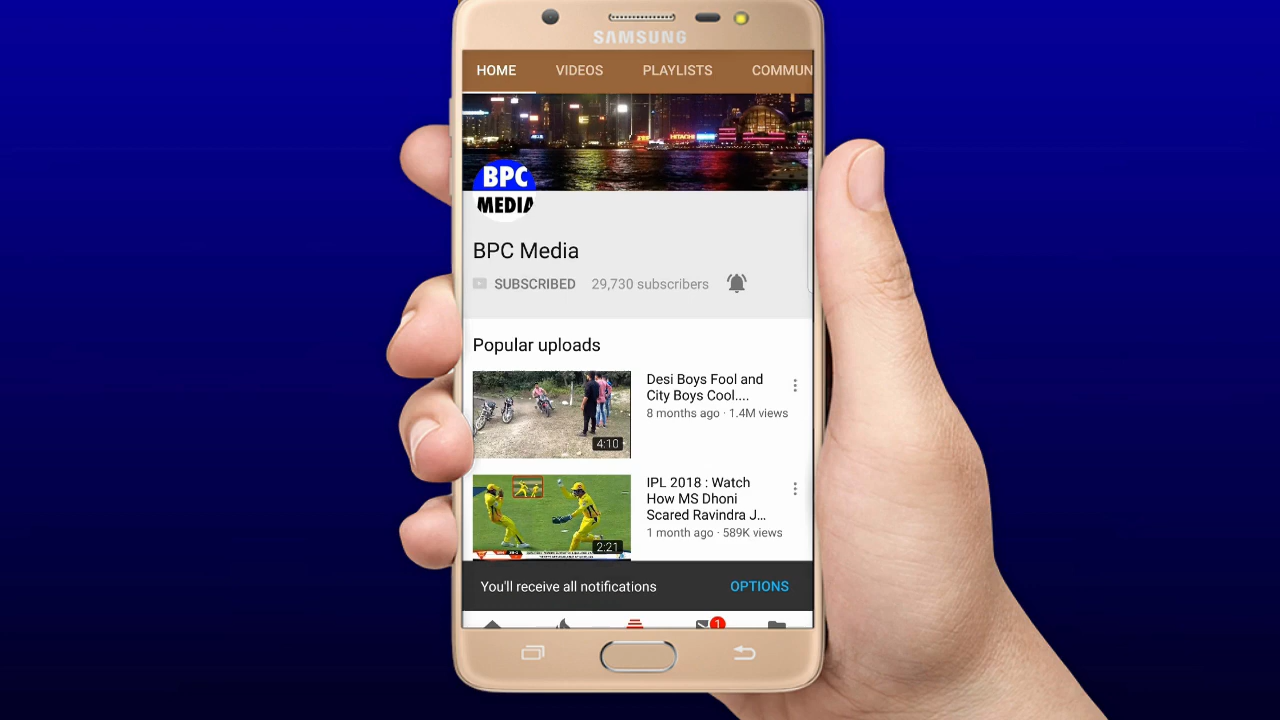 SAMSUNG
HOME VIDEOS PLAYLISTS COMMUN
HITACHI
BPC
MEDIA
BPC Media
SUBSCRIBED 29,730 subscribers
Popular uploads
Desi Boys Fool and
City Boys Cool....
8 months ago · 1.4M views
4:10
IPL 2018 : Watch
How MS Dhoni
Scared Ravindra J...
1 month ago · 589K views
2:21
You'll receive all notifications OPTIONS
1